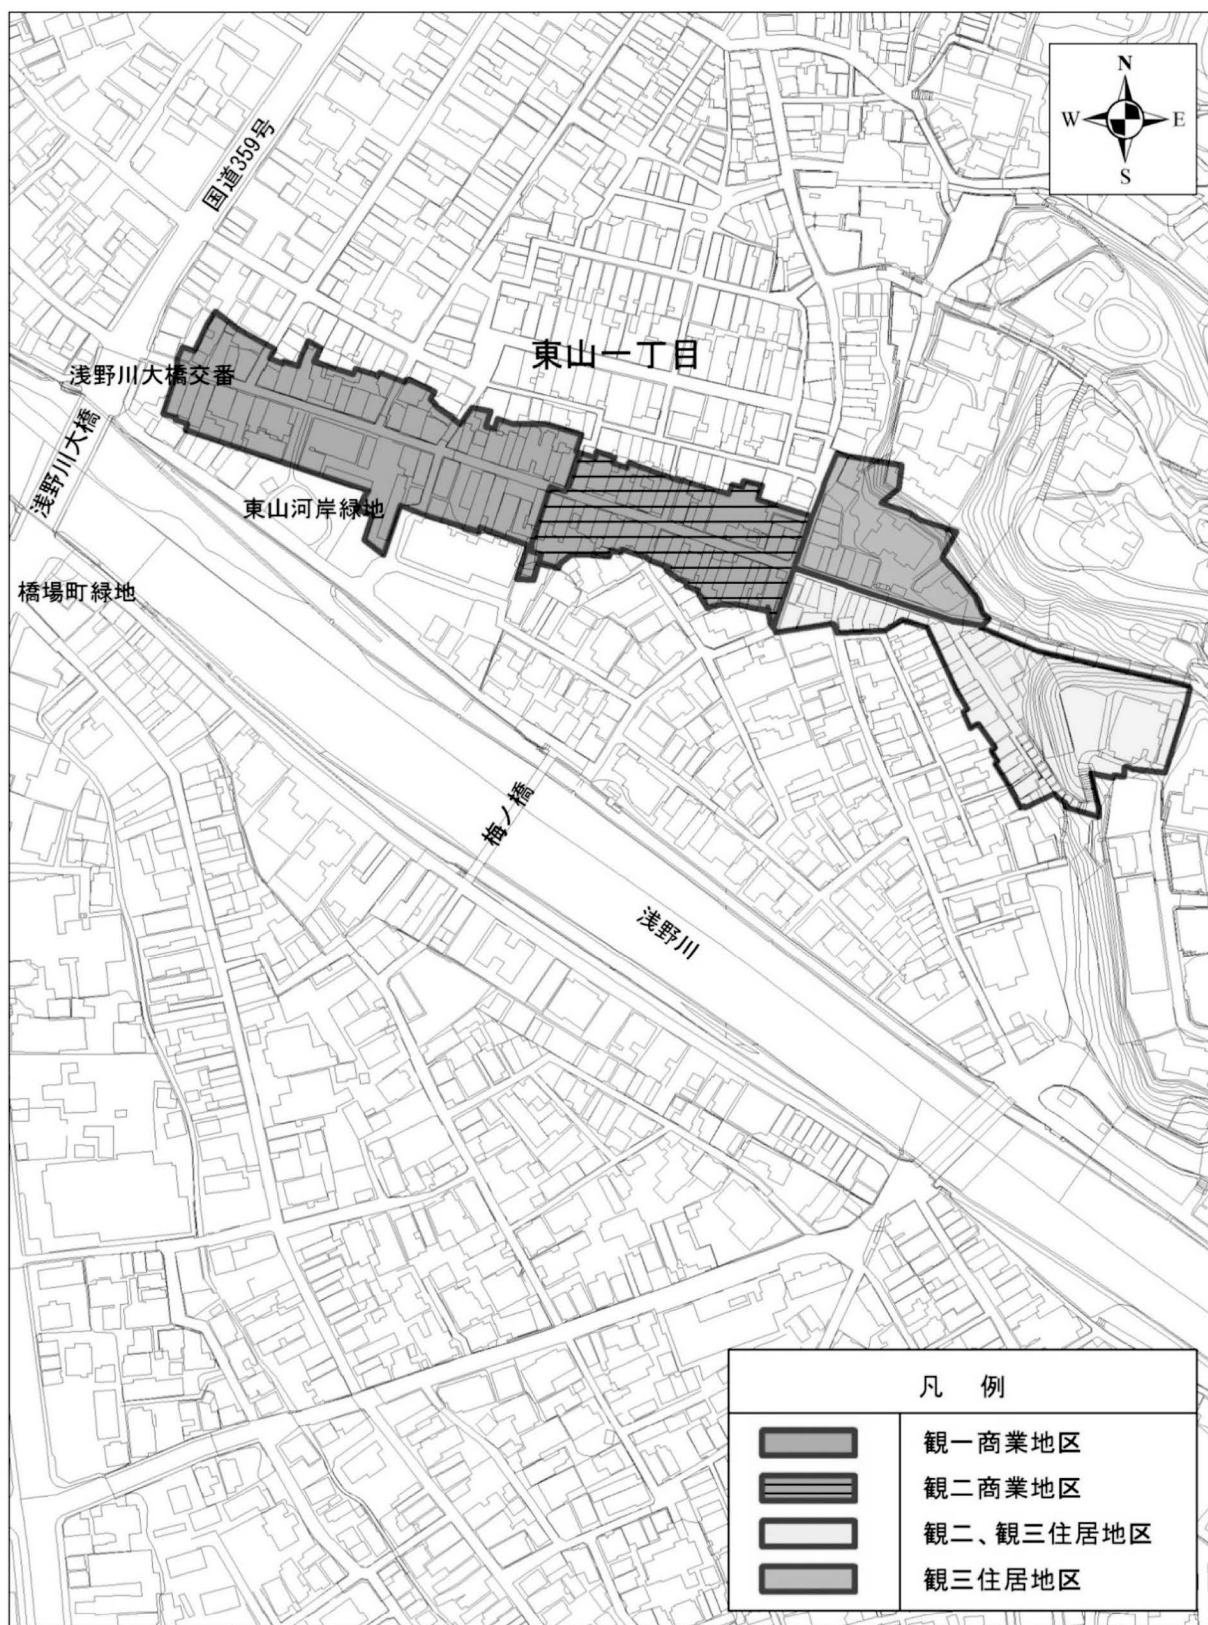 N
W
E
S
国道359号
東山一丁目
浅野川大橋交番
浅野川大橋
東山河岸緑地
橋場町緑地
梅ノ橋
浅野川
凡 例
観一商業地区
観二商業地区
観二、観三住居地区
観三住居地区